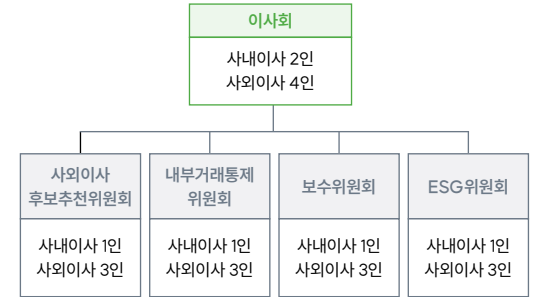 이사회
사내이사 2인
사외이사 4인
사외이사
후보추천위원회
사내이사 1인
사외이사 3인
내부거래통제
위원회
사내이사 1인
사외이사 3인
보수위원회
사내이사 1인
사외이사 3인
ESG위원회
사내이사 1인
사외이사 3인